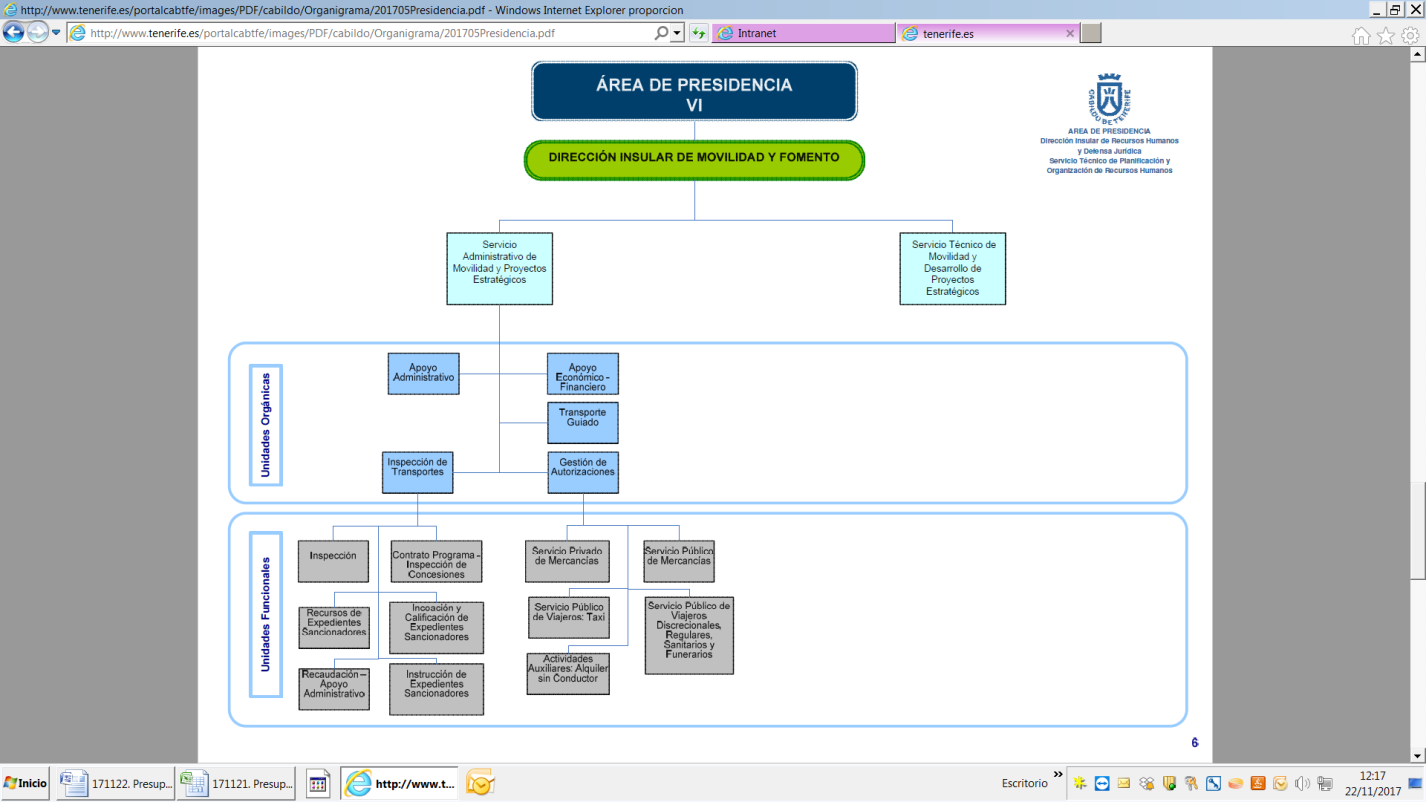 http://www.tenerife.es/portalcabtfe/images/PDF/cabildo/Organigrama/201705Presidencia.pdf - Windows Internet Explorer proporcion
http://www.tenerife.es/portalcabtfe/images/PDF/cabildo/Organigrama/201705Presidencia.pdf
Intranet
tenerife.es
ÁREA DE PRESIDENCIA
VI
DIRECCIÓN INSULAR DE MOVILIDAD Y FOMENTO
CABILDO DE TENERIFE
AREA DE PRESIDENCIA
Dirección Insular de Recursos Humanos
y Defensa Jurídica
Servicio Técnico de Planificación y
Organización de Recursos Humanos
Servicio
Administrativo de
Movilidad y Proyectos
Estratégicos
Servicio Técnico de
Movilidad y
Desarrollo de
Proyectos
Estratégicos
Unidades Orgánicas
Apoyo
Administrativo
Apoyo
Económico -
Financiero
Transporte
Guiado
Inspección de
Transportes
Gestión de
Autorizaciones
Unidades Funcionales
Inspección
Contrato Programa -
Inspección de
Concesiones
Recursos de
Expedientes
Sancionadores
Incoación y
Calificación de
Expedientes
Sancionadores
Recaudación –
Apoyo
Administrativo
Instrucción de
Expedientes
Sancionadores
Servicio Privado
de Mercancías
Servicio Público
de Mercancías
Servicio Público
de Viajeros: Taxi
Servicio Público de
Viajeros
Discrecionales,
Regulares,
Sanitarios y
Funerarios
Actividades
Auxiliares: Alquiler
sin Conductor
6
Inicio
171122. Presup...
171121. Presup...
http://www.t...
Escritorio
12:17
22/11/2017